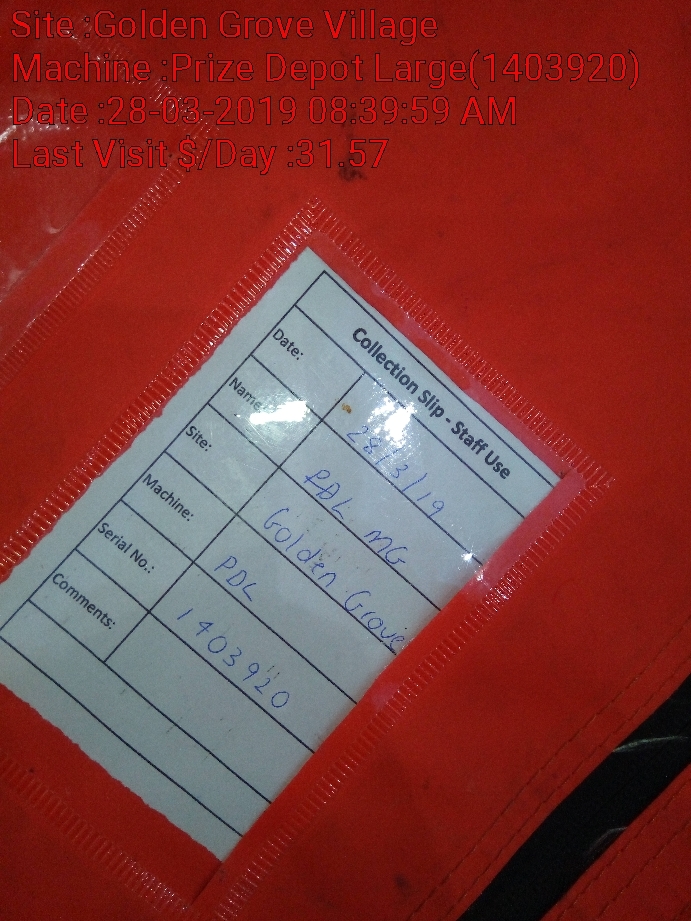 Site :Golden Grove Village
Machine :Prize Depot Large(1403920)
Date :28-03-2019 08:39:59 AM
Last Visit $/Day :31.57
Collection Slip - Staff Use
Date: 28/3/19
Name: PDL MG
Site: Golden Grove
Machine: PDL
Serial No.: 1403920
Comments: